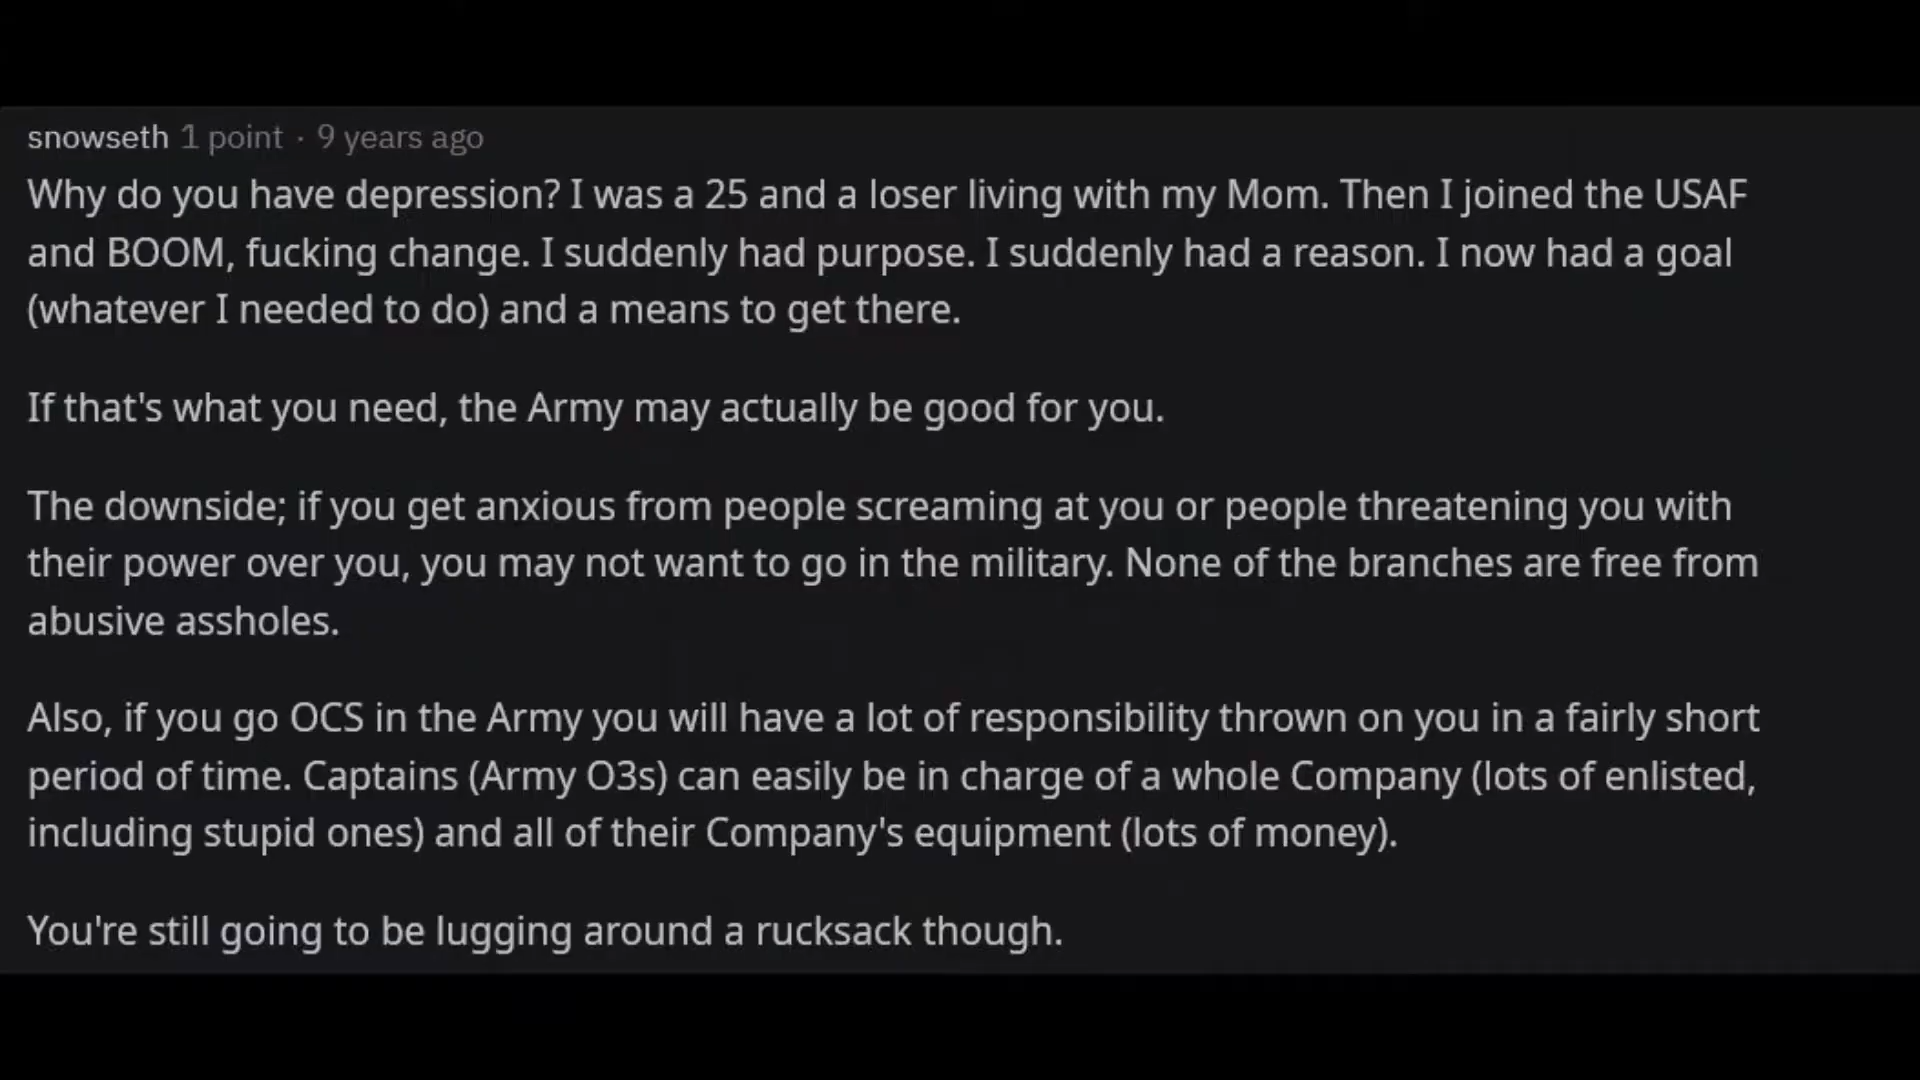 snowseth 1 point · 9 years ago
Why do you have depression? I was a 25 and a loser living with my Mom. Then I joined the USAF
and BOOM, fucking change. I suddenly had purpose. I suddenly had a reason. I now had a goal
(whatever I needed to do) and a means to get there.
If that's what you need, the Army may actually be good for you.
The downside; if you get anxious from people screaming at you or people threatening you with
their power over you, you may not want to go in the military. None of the branches are free from
abusive assholes.
Also, if you go OCS in the Army you will have a lot of responsibility thrown on you in a fairly short
period of time. Captains (Army O3s) can easily be in charge of a whole Company (lots of enlisted,
including stupid ones) and all of their Company's equipment (lots of money).
You're still going to be lugging around a rucksack though.